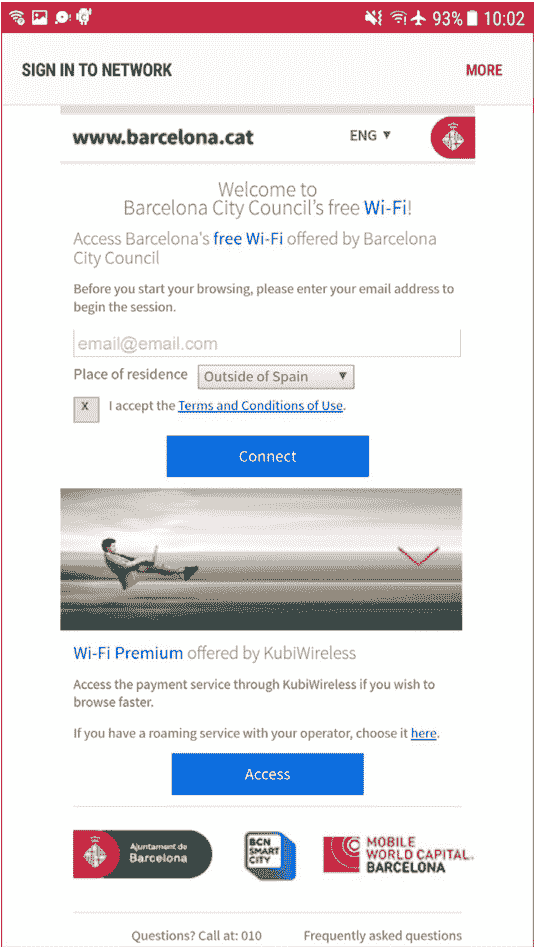 93% 10:02
SIGN IN TO NETWORK MORE
www.barcelona.cat ENG ▼
Welcome to
Barcelona City Council's free Wi-Fi!
Access Barcelona's free Wi-Fi offered by Barcelona
City Council
Before you start your browsing, please enter your email address to
begin the session.
email@email.com
Place of residence Outside of Spain ▼
X I accept the Terms and Conditions of Use.
Connect
Wi-Fi Premium offered by KubiWireless
Access the payment service through KubiWireless if you wish to
browse faster.
If you have a roaming service with your operator, choose it here.
Access
Ajuntament de
Barcelona
BCN
SMART
CITY
MOBILE
WORLD CAPITAL.
BARCELONA
Questions? Call at: 010 Frequently asked questions